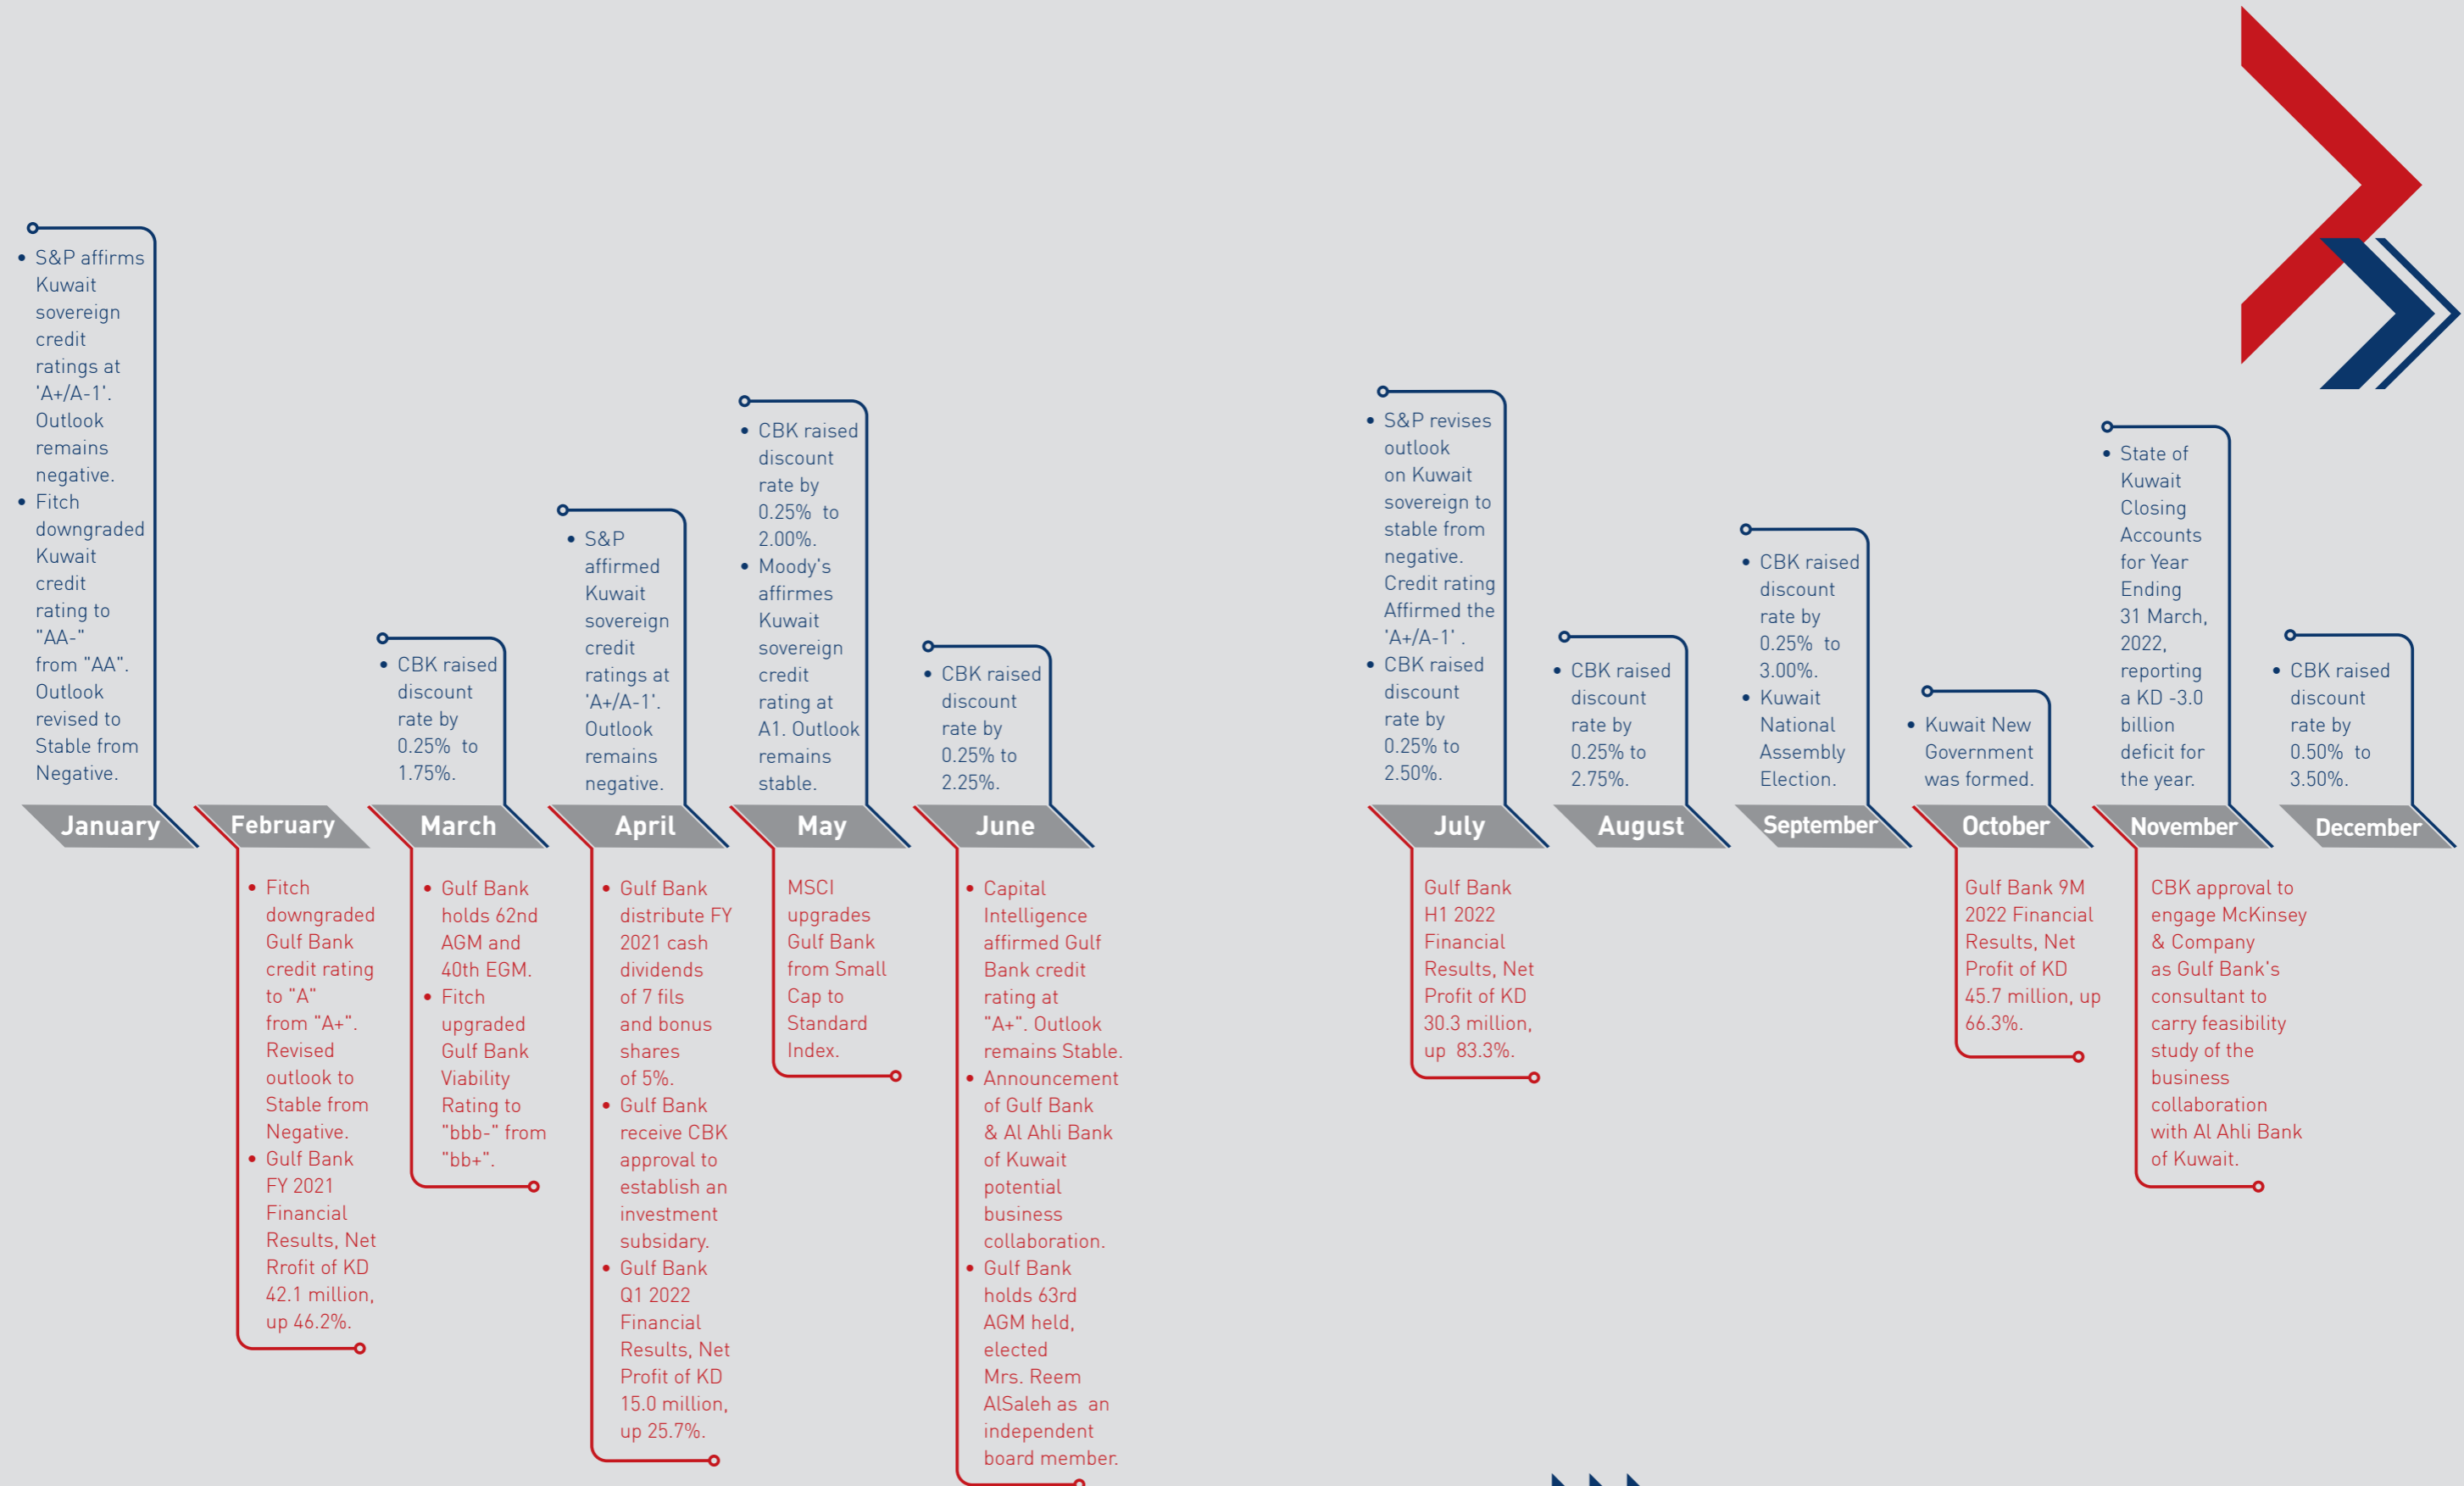 • S&P affirms
Kuwait
sovereign
credit
ratings at
'A+/A-1'.
Outlook
remains
negative.
• Fitch
downgraded
Kuwait
credit
rating to
"AA-"
from "AA".
Outlook
revised to
Stable from
Negative.
January
February
• Fitch
downgraded
Gulf Bank
credit rating
to "A"
from "A+".
Revised
outlook to
Stable from
Negative.
• Gulf Bank
FY 2021
Financial
Results, Net
Rrofit of KD
42.1 million,
up 46.2%.
• CBK raised
discount
rate by
0.25% to
1.75%.
March
• Gulf Bank
holds 62nd
AGM and
40th EGM.
• Fitch
upgraded
Gulf Bank
Viability
Rating to
"bbb-" from
"bb+".
• S&P
affirmed
Kuwait
sovereign
credit
ratings at
'A+/A-1'.
Outlook
remains
negative.
April
• Gulf Bank
distribute FY
2021 cash
dividends
of 7 fils
and bonus
shares
of 5%.
• Gulf Bank
receive CBK
approval to
establish an
investment
subsidary.
• Gulf Bank
Q1 2022
Financial
Results, Net
Profit of KD
15.0 million,
up 25.7%.
• CBK raised
discount
rate by
0.25% to
2.00%.
• Moody's
affirmes
Kuwait
sovereign
credit
rating at
A1. Outlook
remains
stable.
May
MSCI
upgrades
Gulf Bank
from Small
Cap to
Standard
Index.
• CBK raised
discount
rate by
0.25% to
2.25%.
June
• Capital
Intelligence
affirmed Gulf
Bank credit
rating at
"A+". Outlook
remains Stable.
• Announcement
of Gulf Bank
& Al Ahli Bank
of Kuwait
potential
business
collaboration.
• Gulf Bank
holds 63rd
AGM held,
elected
Mrs. Reem
AlSaleh as an
independent
board member.
• S&P revises
outlook
on Kuwait
sovereign to
stable from
negative.
Credit rating
Affirmed the
'A+/A-1' .
• CBK raised
discount
rate by
0.25% to
2.50%.
July
Gulf Bank
H1 2022
Financial
Results, Net
Profit of KD
30.3 million,
up 83.3%.
• CBK raised
discount
rate by
0.25% to
2.75%.
August
• CBK raised
discount
rate by
0.25% to
3.00%.
• Kuwait
National
Assembly
Election.
September
• Kuwait New
Government
was formed.
October
Gulf Bank 9M
2022 Financial
Results, Net
Profit of KD
45.7 million, up
66.3%.
• State of
Kuwait
Closing
Accounts
for Year
Ending
31 March,
2022,
reporting
a KD -3.0
billion
deficit for
the year.
November
CBK approval to
engage McKinsey
& Company
as Gulf Bank's
consultant to
carry feasibility
study of the
business
collaboration
with Al Ahli Bank
of Kuwait.
• CBK raised
discount
rate by
0.50% to
3.50%.
December